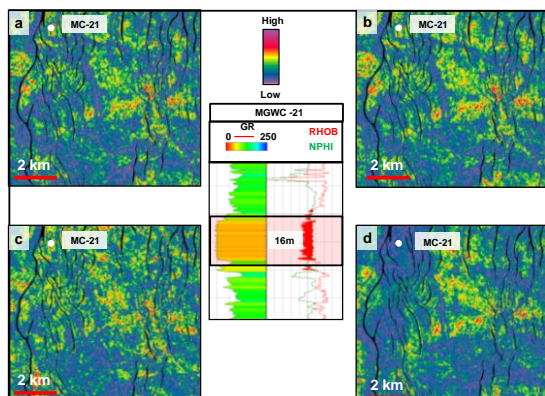 a
MC-21
2 km
High
Low
b
MC-21
2 km
MGWC -21
GR
0 250
RHOB
NPHI
16m
c
MC-21
2 km
d
MC-21
2 km